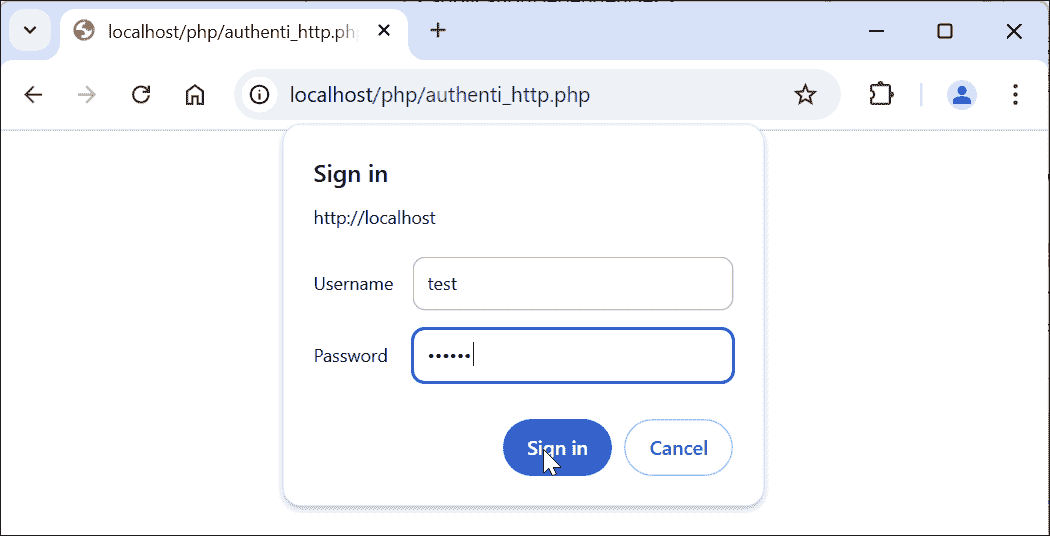 localhost/php/authenti_http.php
localhost/php/authenti_http.php
Sign in
http://localhost
Username test
Password ••••••
Sign in Cancel